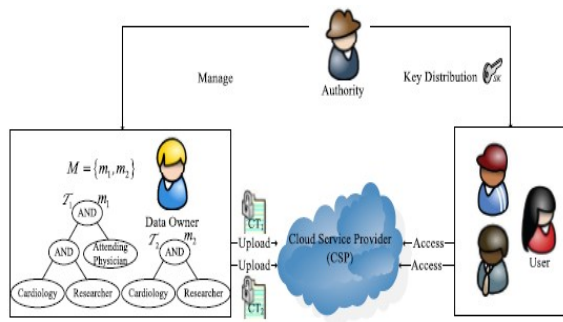 Manage
Key Distribution
SK
Authority
M = {m₁, m₂}
T₁ m₁
AND
Data Owner
AND
Attending
Physician
T₂ m₂
AND
Cardiology
Researcher
Cardiology
Researcher
CT₂
Upload
Upload
CT₂
Cloud Service Provider
(CSP)
Access
Access
User